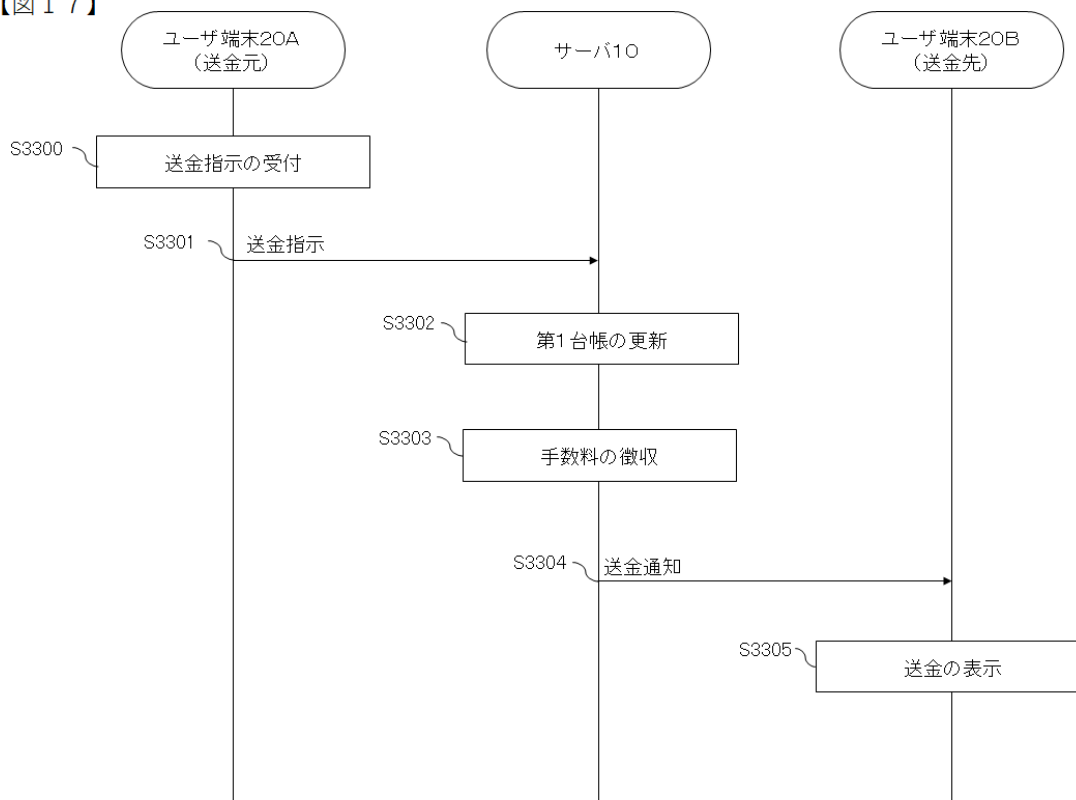 【図１７】
ユーザ端末20A
（送金元）
サーバ10
ユーザ端末20B
（送金先）
S3300
送金指示の受付
S3301
送金指示
S3302
第1台帳の更新
S3303
手数料の徴収
S3304
送金通知
S3305
送金の表示